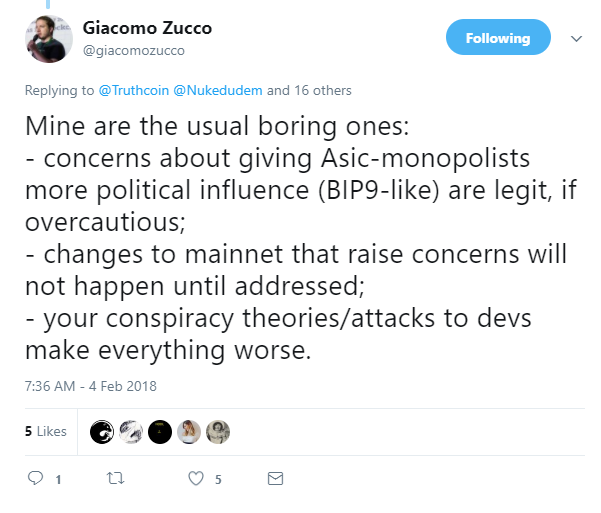 Giacomo Zucco
@giacomozucco
Following
Replying to @Truthcoin @Nukedudem and 16 others
Mine are the usual boring ones:
- concerns about giving Asic-monopolists
more political influence (BIP9-like) are legit, if
overcautious;
- changes to mainnet that raise concerns will
not happen until addressed;
- your conspiracy theories/attacks to devs
make everything worse.
7:36 AM - 4 Feb 2018
5 Likes
1
5